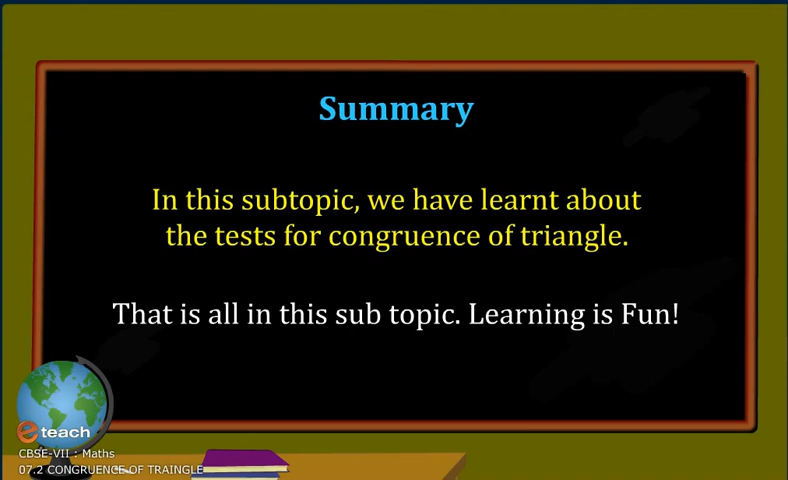 Summary
In this subtopic, we have learnt about
the tests for congruence of triangle.
That is all in this sub topic. Learning is Fun!
eteach
CBSE-VII : Maths
07.2 CONGRUENCE OF TRAINGLE